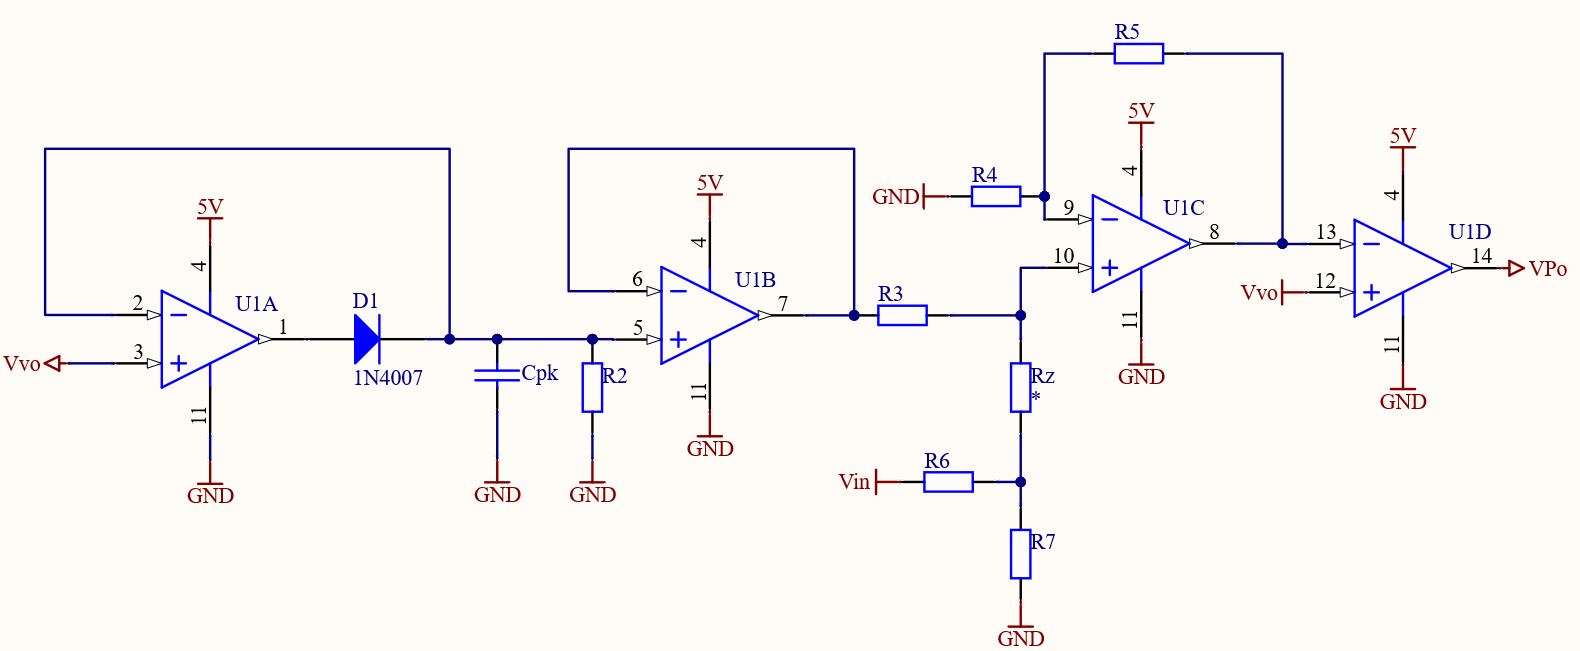 R5
5V
4
5V
R4
GND
9
U1C
4
8
13
U1D
14
VPo
10
12
Vvo
5V
4
U1B
6
7
R3
5
11
GND
11
GND
11
GND
5V
4
U1A
D1
2
1
3
Vvo
1N4007
Cpk
R2
11
GND
GND
GND
Rz
*
R6
Vin
R7
GND